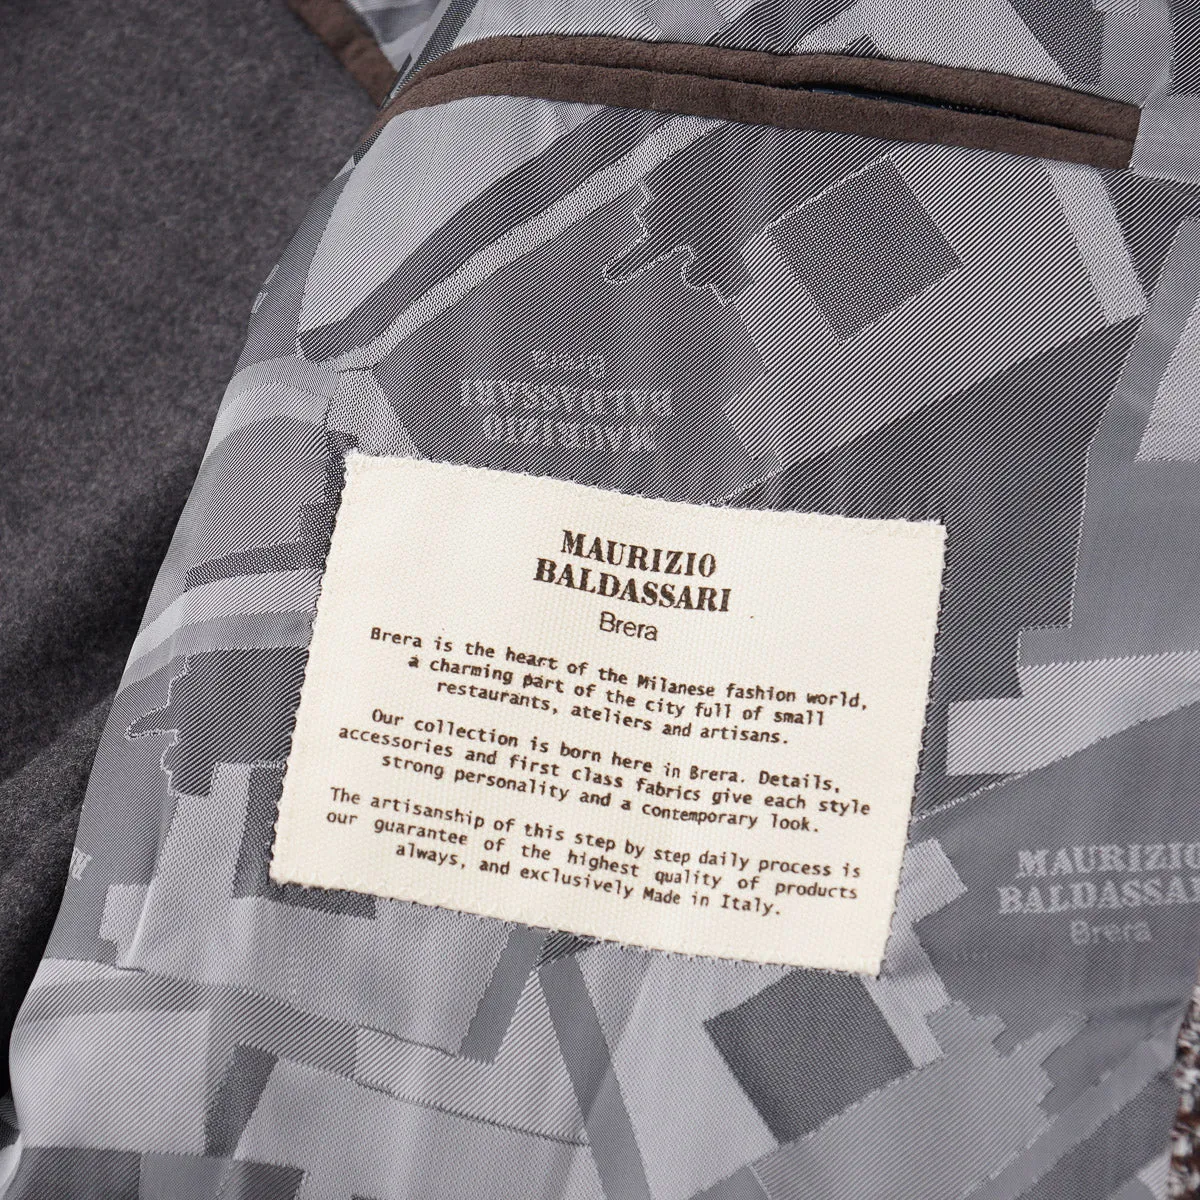 BRERA
BALDASSARI
MAURIZIO
MAURIZIO
BALDASSARI
Brera
Brera is the heart of the Milanese fashion world,
a charming part of the city full of small
restaurants, ateliers and artisans.
Our collection is born here in Brera. Details,
accessories and first class fabrics give each style
strong personality and a contemporary look.
The artisanship of this step by step daily process is
our guarantee of the highest quality of products
always, and exclusively Made in Italy.
MAURIZIO
BALDASSA
Brera